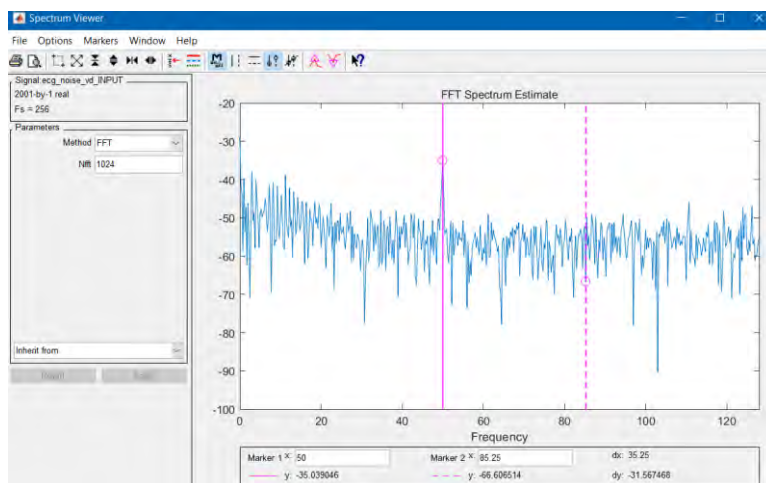 Spectrum Viewer
File Options Markers Window Help
Signal:ecg_noise_vd_INPUT
2001-by-1 real
Fs = 256
Parameters
Method FFT
Nfft 1024
Inherit from
FFT Spectrum Estimate
-20
-30
-40
-50
-60
-70
-80
-90
-100
0 20 40 60 80 100 120
Frequency
Marker 1 x: 50 Marker 2 x: 85.25 dx: 35.25
y: -35.039046 y: -66.606514 dy: -31.567468